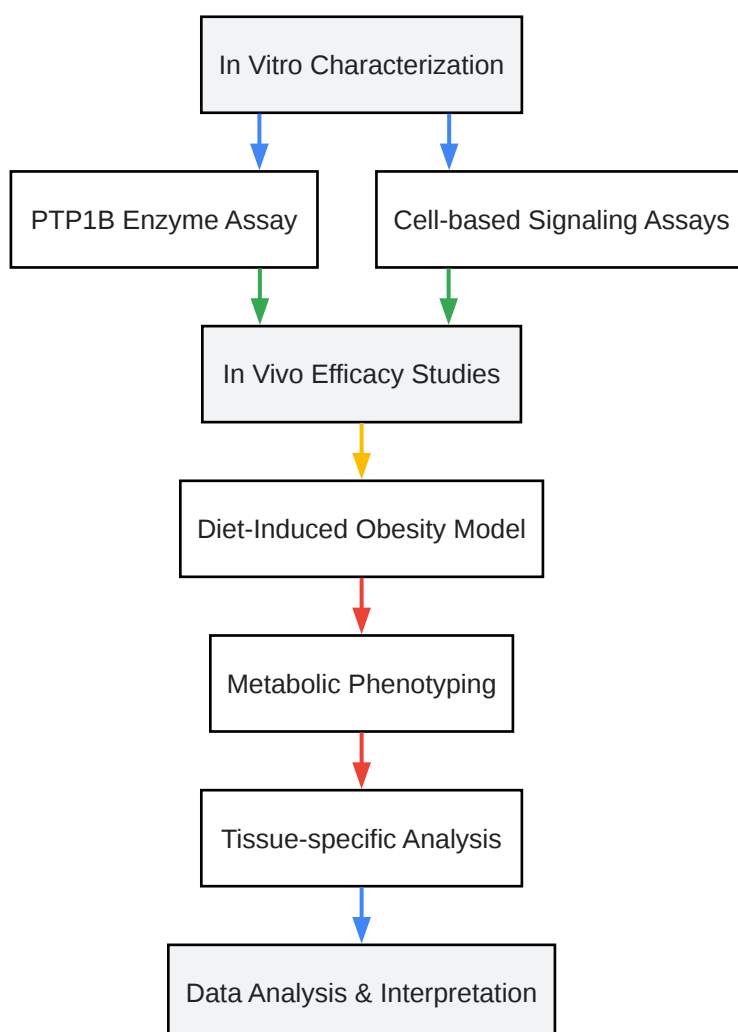 In Vitro Characterization
PTP1B Enzyme Assay
Cell-based Signaling Assays
In Vivo Efficacy Studies
Diet-Induced Obesity Model
Metabolic Phenotyping
Tissue-specific Analysis
Data Analysis & Interpretation